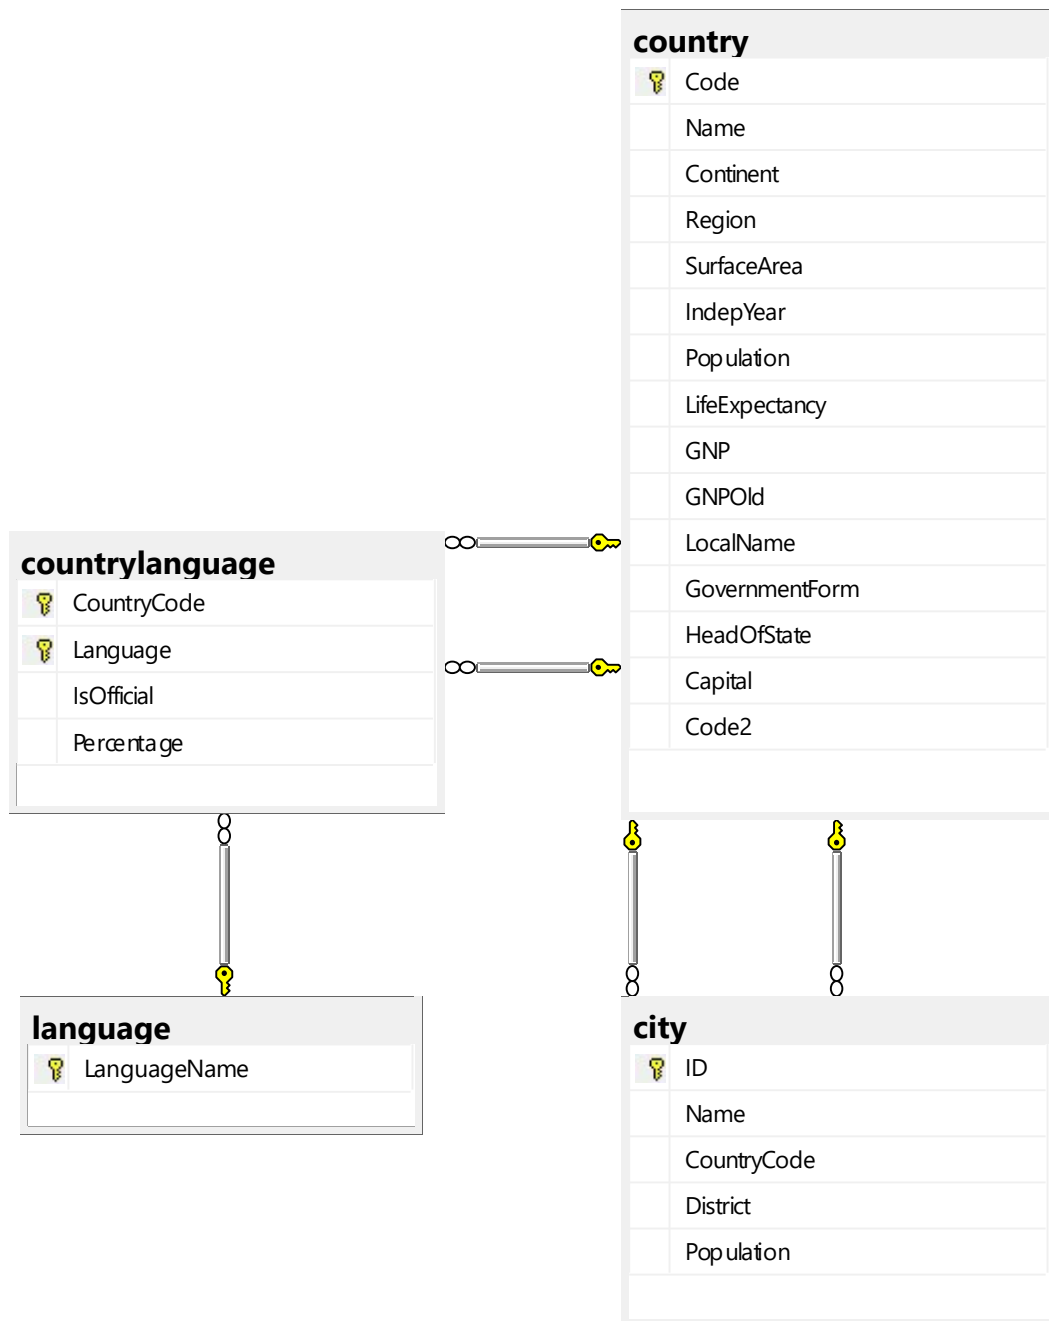 country
Code
Name
Continent
Region
SurfaceArea
IndepYear
Population
LifeExpectancy
GNP
GNPOld
LocalName
GovernmentForm
HeadOfState
Capital
Code2
countrylanguage
CountryCode
Language
IsOfficial
Percentage
language
LanguageName
city
ID
Name
CountryCode
District
Population